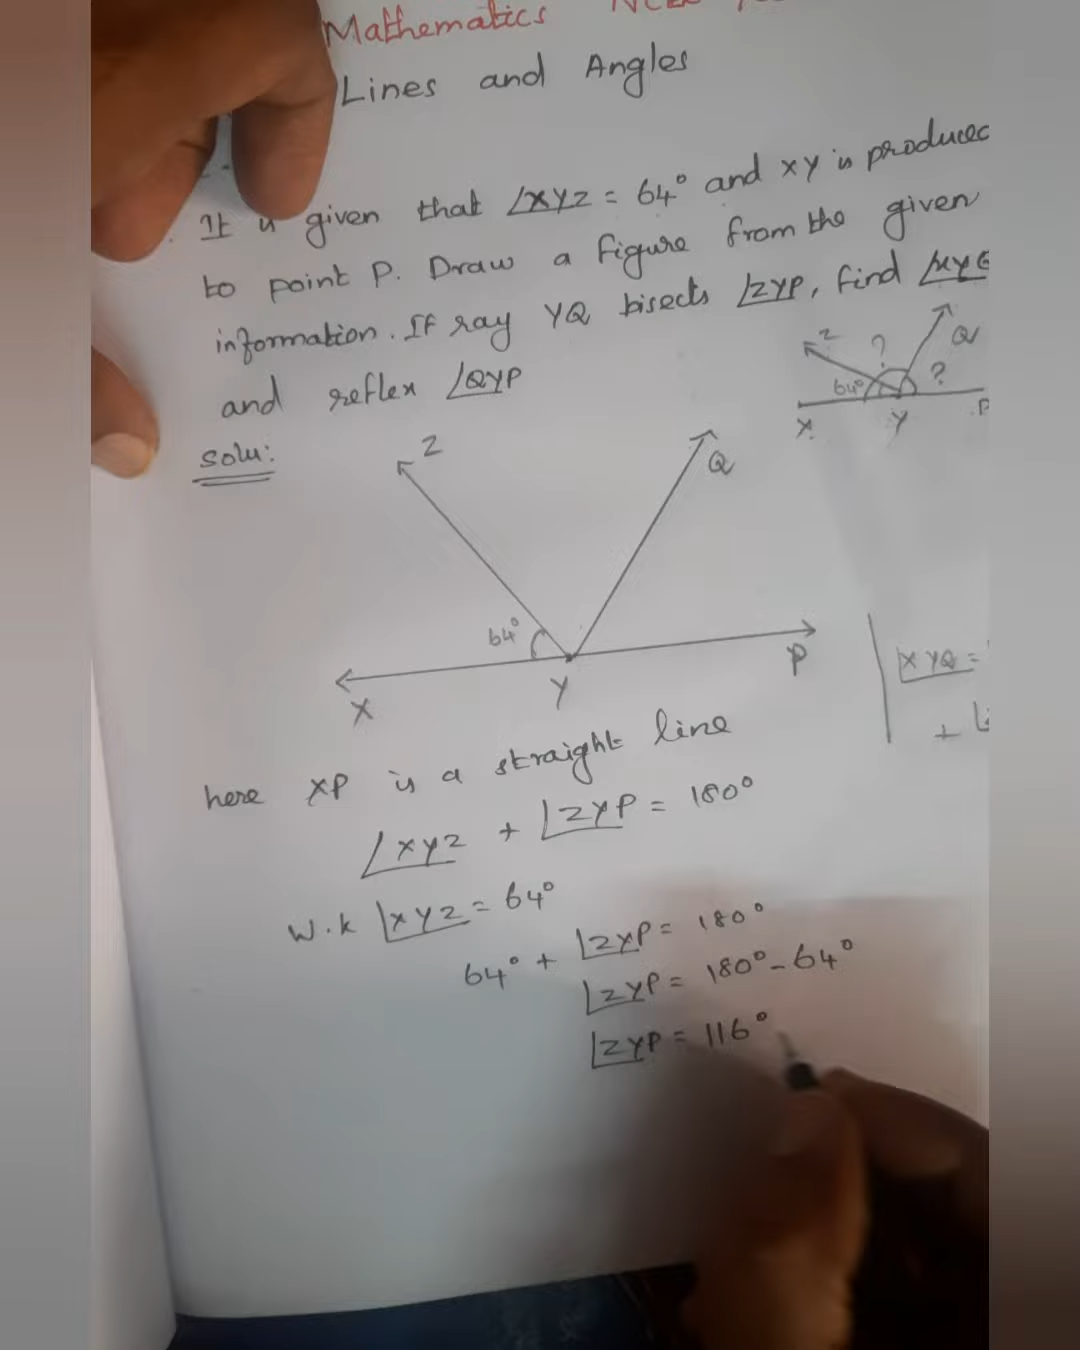 Mathematics
Lines and Angles
It is given that ∠XYZ = 64° and XY is produced
to point P. Draw a figure from the given
information. If ray YQ bisects ∠ZYP, find
and reflex ∠QYP
Solu:
Z
?
Q
64°
?
X
Y
P
Z
Q
64°
X
Y
P
∠XYQ =
+
here XP is a straight line
∠XYZ + ∠ZYP = 180°
W.K ∠XYZ = 64°
64° + ∠ZYP = 180°
∠ZYP = 180° - 64°
∠ZYP = 116°